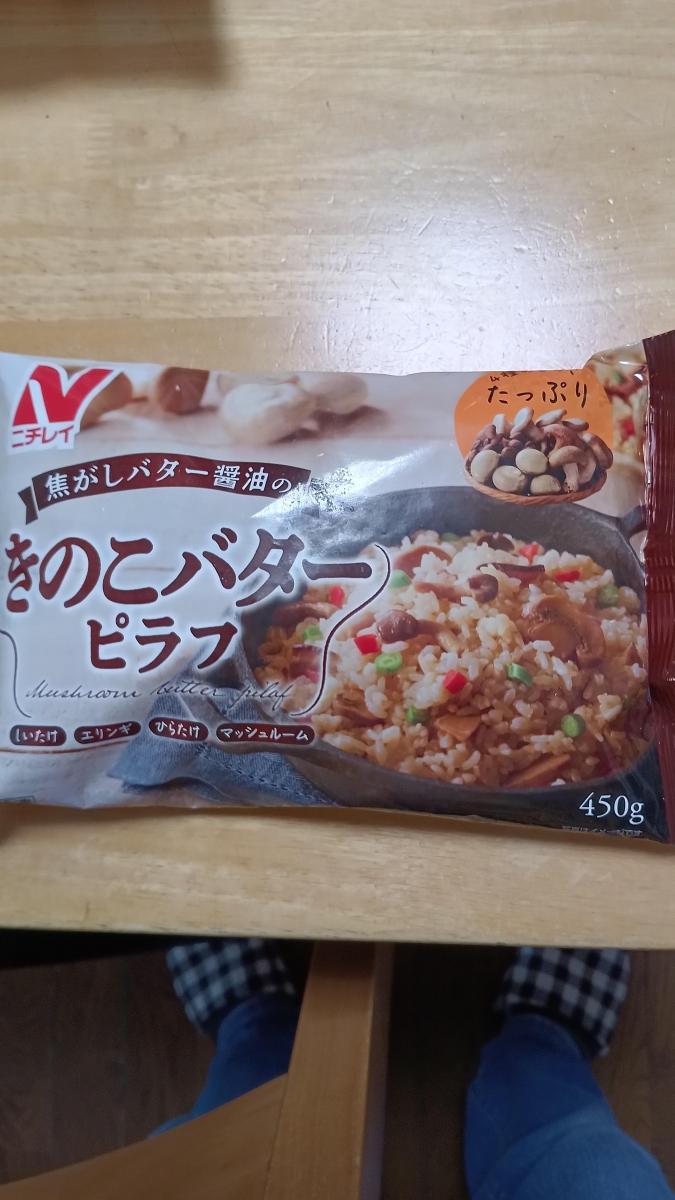 ニチレイ
たっぷり
焦がしバター醤油の
きのこバター
ピラフ
Mushroom butter pilaf
しいたけ エリンギ ひらたけ マッシュルーム
450g